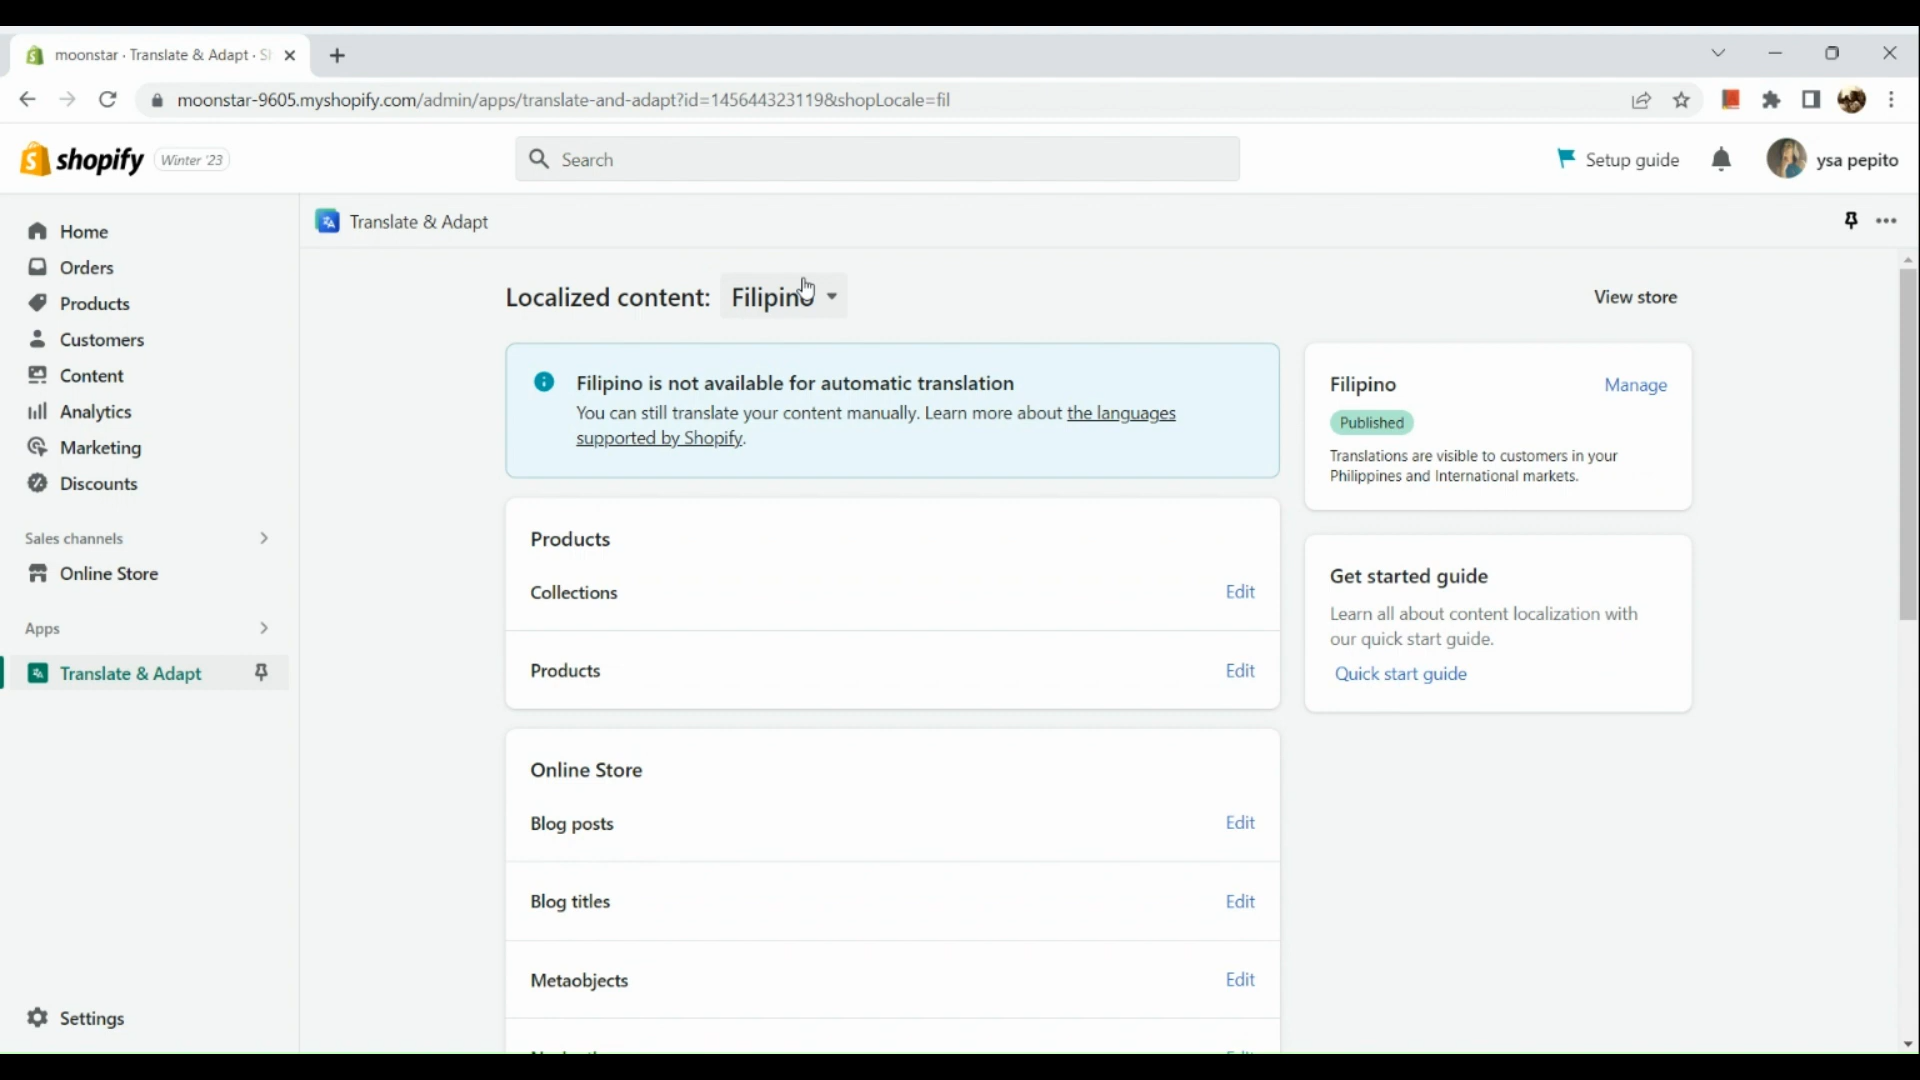 moonstar · Translate & Adapt · Sh
moonstar-9605.myshopify.com/admin/apps/translate-and-adapt?id=145644323119&shopLocale=fil
shopify
Winter '23
Search
Setup guide
ysa pepito
Home
Orders
Products
Customers
Content
Analytics
Marketing
Discounts
Sales channels
Online Store
Apps
Translate & Adapt
Settings
Translate & Adapt
Localized content: Filipino
View store
Filipino is not available for automatic translation
You can still translate your content manually. Learn more about the languages
supported by Shopify.
Products
Collections Edit
Products Edit
Online Store
Blog posts Edit
Blog titles Edit
Metaobjects Edit
Filipino Manage
Published
Translations are visible to customers in your
Philippines and International markets.
Get started guide
Learn all about content localization with
our quick start guide.
Quick start guide